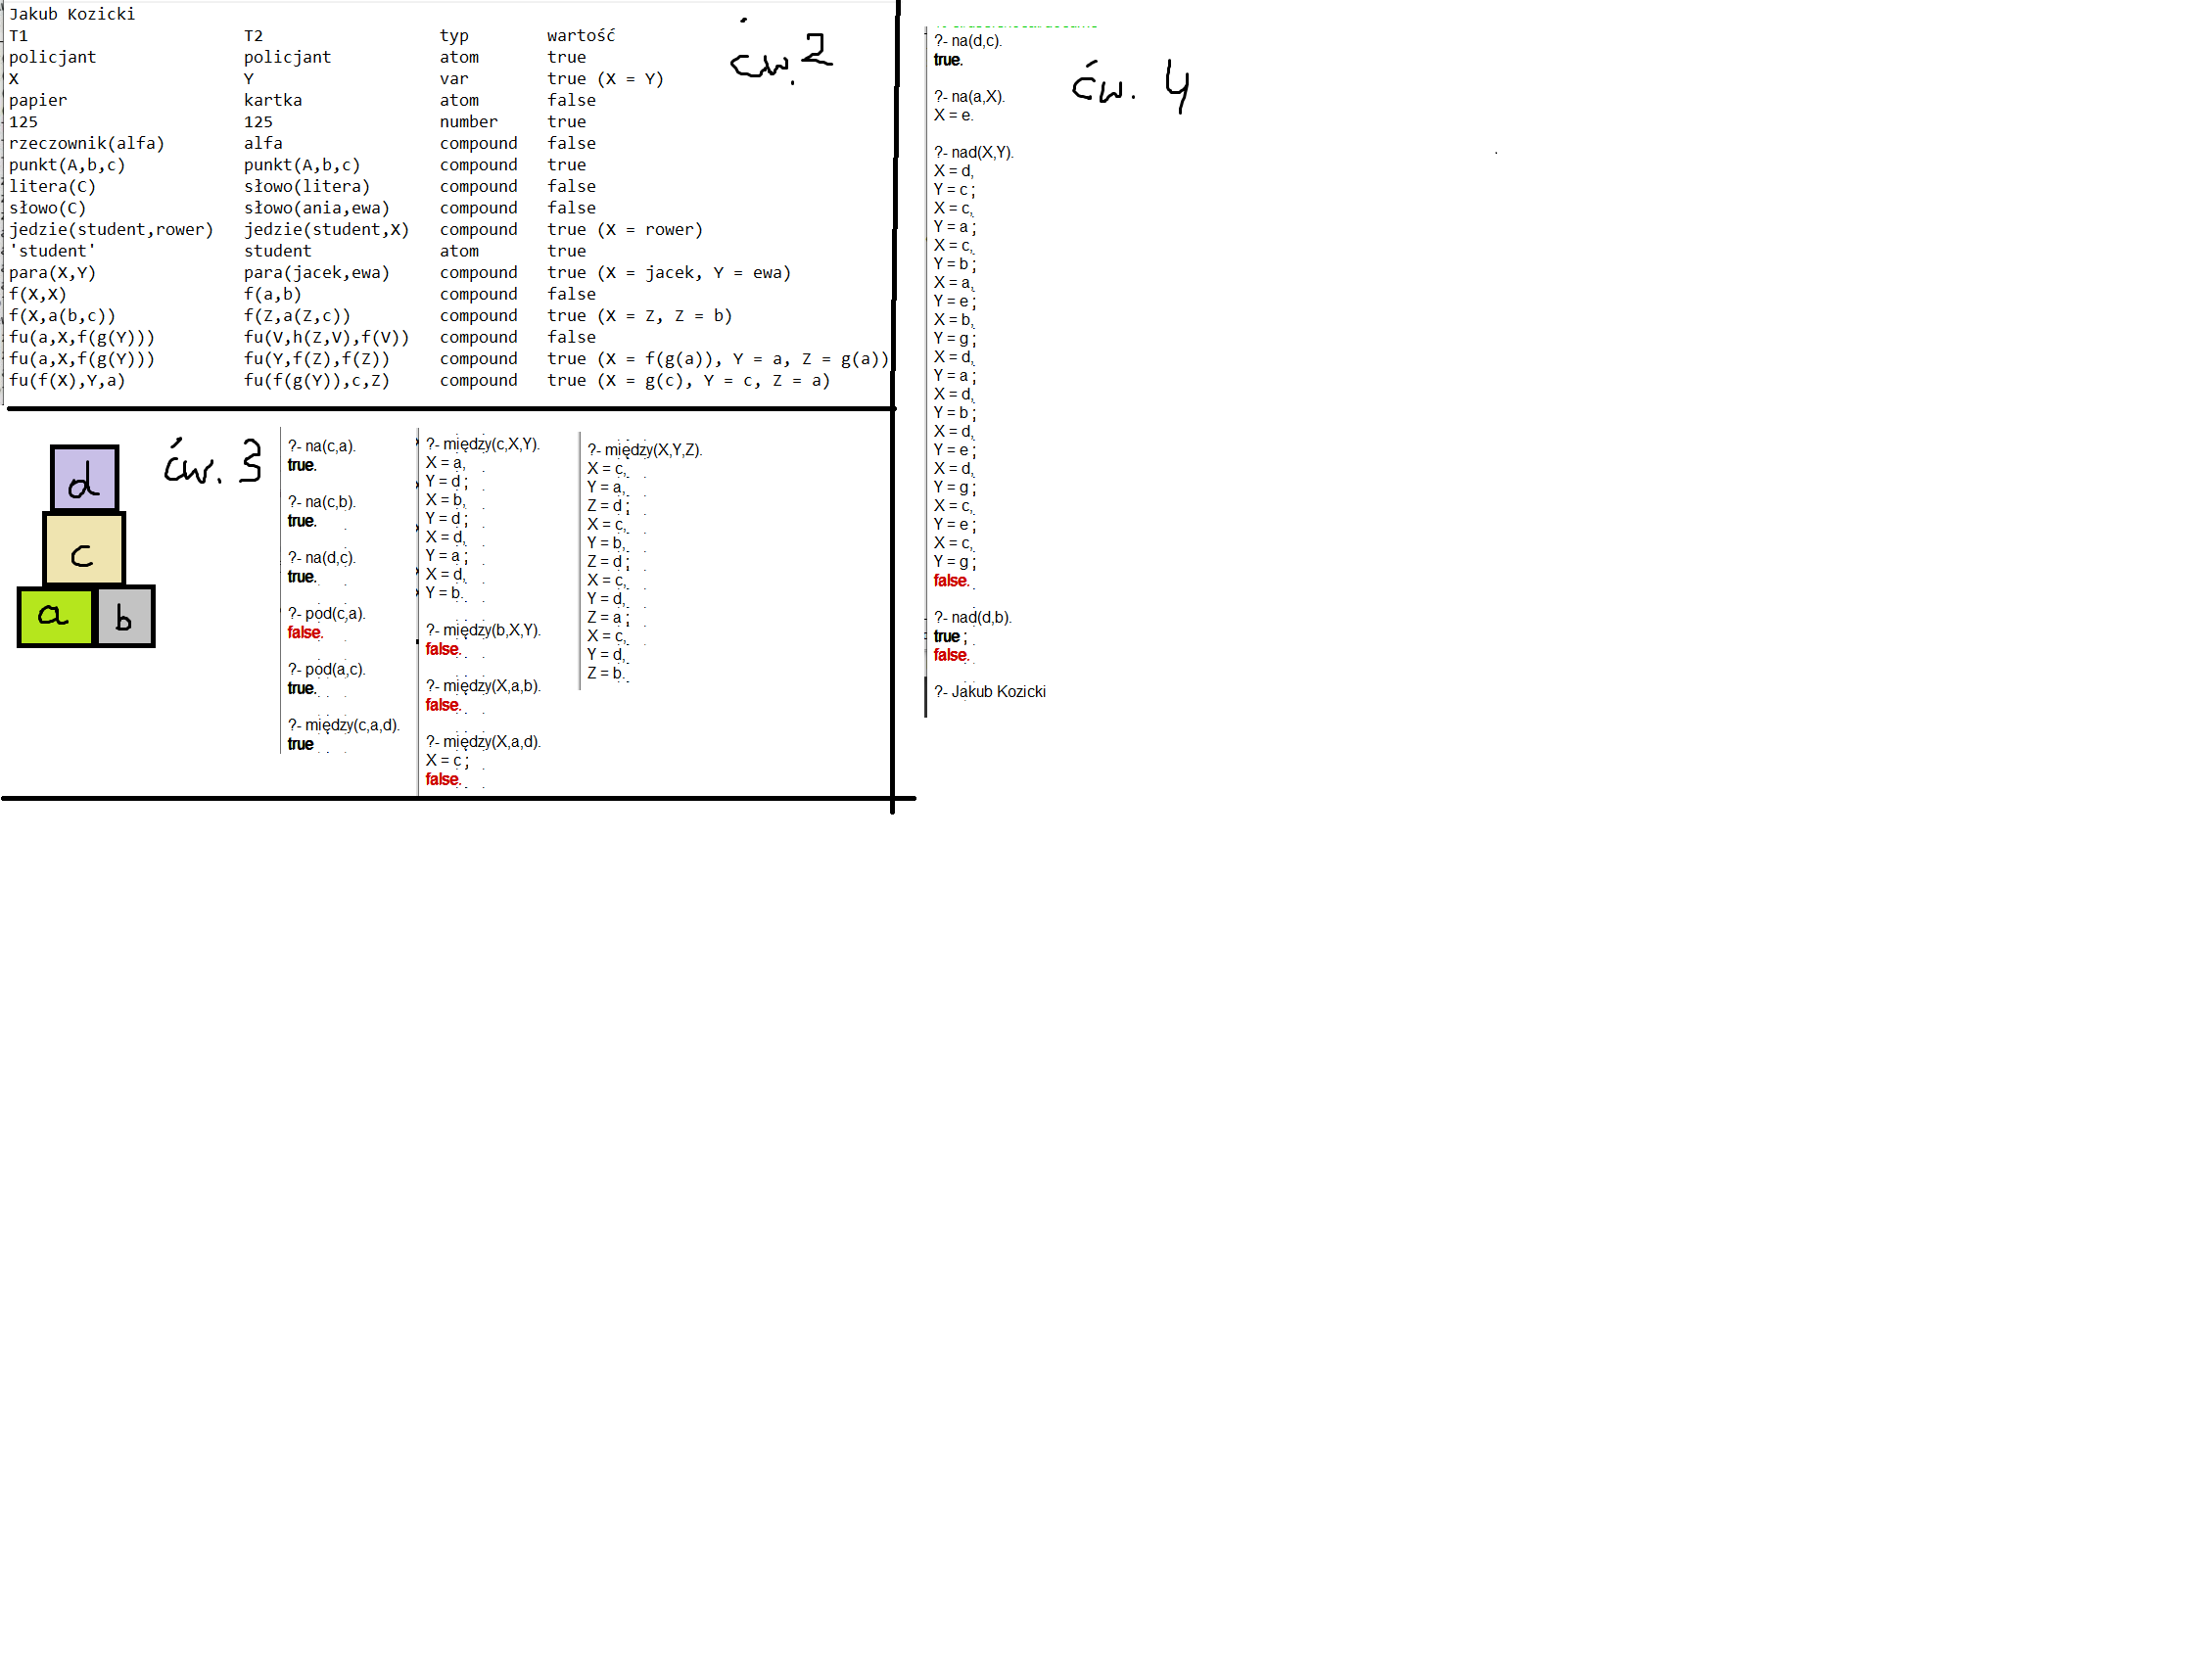 Jakub Kozicki
T1 T2 typ wartość
policjant policjant atom true
X Y var true (X = Y)
papier kartka atom false
125 125 number true
rzeczownik(alfa) alfa compound false
punkt(A,b,c) punkt(A,b,c) compound true
litera(C) słowo(litera) compound false
słowo(C) słowo(ania,ewa) compound false
jedzie(student,rower) jedzie(student,X) compound true (X = rower)
'student' student atom true
para(X,Y) para(jacek,ewa) compound true (X = jacek, Y = ewa)
f(X,X) f(a,b) compound false
f(X,a(b,c)) f(Z,a(Z,c)) compound true (X = Z, Z = b)
fu(a,X,f(g(Y))) fu(V,h(Z,V),f(V)) compound false
fu(a,X,f(g(Y))) fu(Y,f(Z),f(Z)) compound true (X = f(g(a)), Y = a, Z = g(a))
fu(f(X),Y,a) fu(f(g(Y)),c,Z) compound true (X = g(c), Y = c, Z = a)
ćw. 2
d
c
a b
ćw. 3
?- na(c,a).
true.
?- na(c,b).
true.
?- na(d,c).
true.
?- pod(c,a).
false.
?- pod(a,c).
true.
?- między(c,a,d).
true
?- między(c,X,Y).
X = a,
Y = d ;
X = b,
Y = d ;
X = d,
Y = a ;
X = d,
Y = b.
?- między(b,X,Y).
false.
?- między(X,a,b).
false.
?- między(X,a,d).
X = c ;
false.
?- między(X,Y,Z).
X = c,
Y = a,
Z = d ;
X = c,
Y = b,
Z = d ;
X = c,
Y = d,
Z = a ;
X = c,
Y = d,
Z = b.
?- na(d,c).
true.
?- na(a,X).
X = e.
?- nad(X,Y).
X = d,
Y = c ;
X = c,
Y = a ;
X = c,
Y = b ;
X = a,
Y = e ;
X = b,
Y = g ;
X = d,
Y = a ;
X = d,
Y = b ;
X = d,
Y = e ;
X = d,
Y = g ;
X = c,
Y = e ;
X = c,
Y = g ;
false.
?- nad(d,b).
true ;
false.
?- Jakub Kozicki
ćw. 4